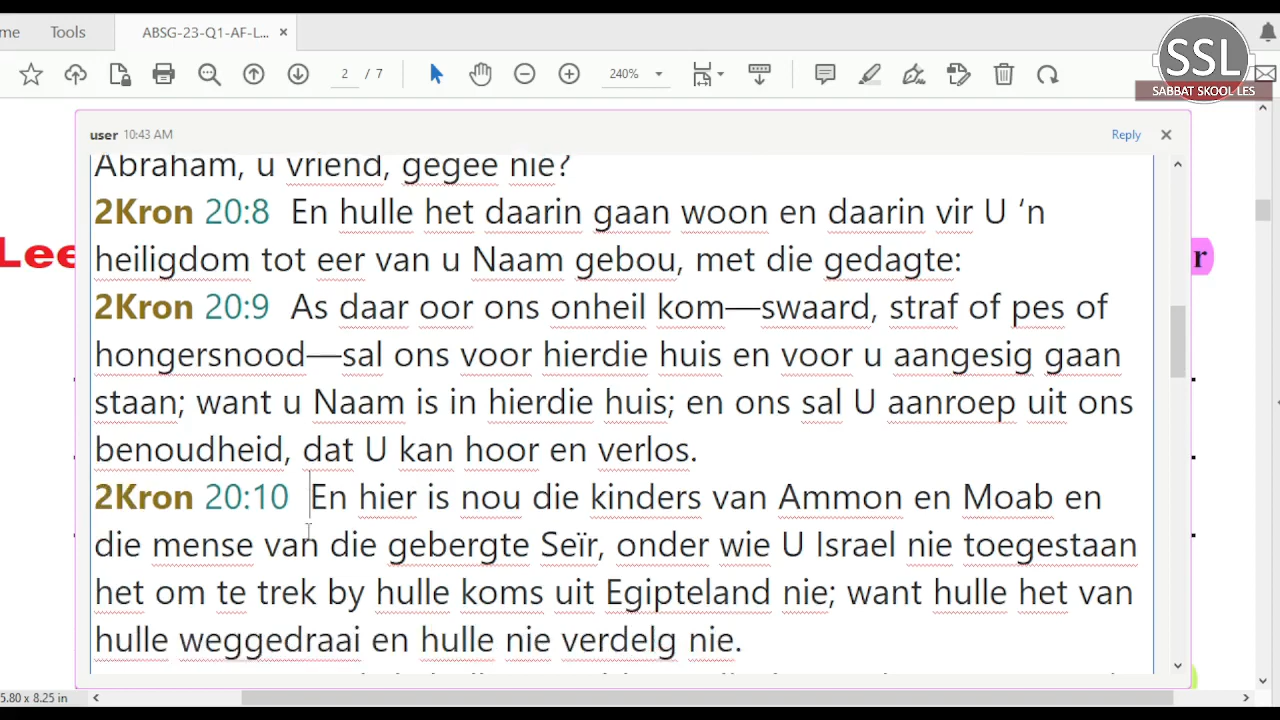 me Tools ABSG-23-Q1-AF-L... ×
SSL
SABBAT SKOOL LES
2 / 7 240%
user 10:43 AM Reply
Abraham, u vriend, gegee nie?
2Kron 20:8 En hulle het daarin gaan woon en daarin vir U ‘n
heiligdom tot eer van u Naam gebou, met die gedagte:
Lee r
2Kron 20:9 As daar oor ons onheil kom—swaard, straf of pes of
hongersnood—sal ons voor hierdie huis en voor u aangesig gaan
staan; want u Naam is in hierdie huis; en ons sal U aanroep uit ons
benoudheid, dat U kan hoor en verlos.
2Kron 20:10 En hier is nou die kinders van Ammon en Moab en
die mense van die gebergte Seïr, onder wie U Israel nie toegestaan
het om te trek by hulle koms uit Egipteland nie; want hulle het van
hulle weggedraai en hulle nie verdelg nie.
5.80 x 8.25 in